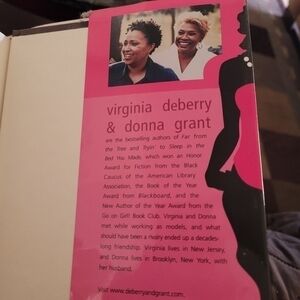 virginia deberry
& donna grant
are the bestselling authors of Far from
the Tree and Tryin' to Sleep in the
Bed You Made, which won an Honor
Award for Fiction from the Black
Caucus of the American Library
Association, the Book of the Year
Award from Blackboard, and the
New Author of the Year Award from the
Go on Girl! Book Club. Virginia and Donna
met while working as models, and what
should have been a rivalry ended up a decades-
long friendship. Virginia lives in New Jersey,
and Donna lives in Brooklyn, New York, with
her husband.
Visit www.deberryandgrant.com.